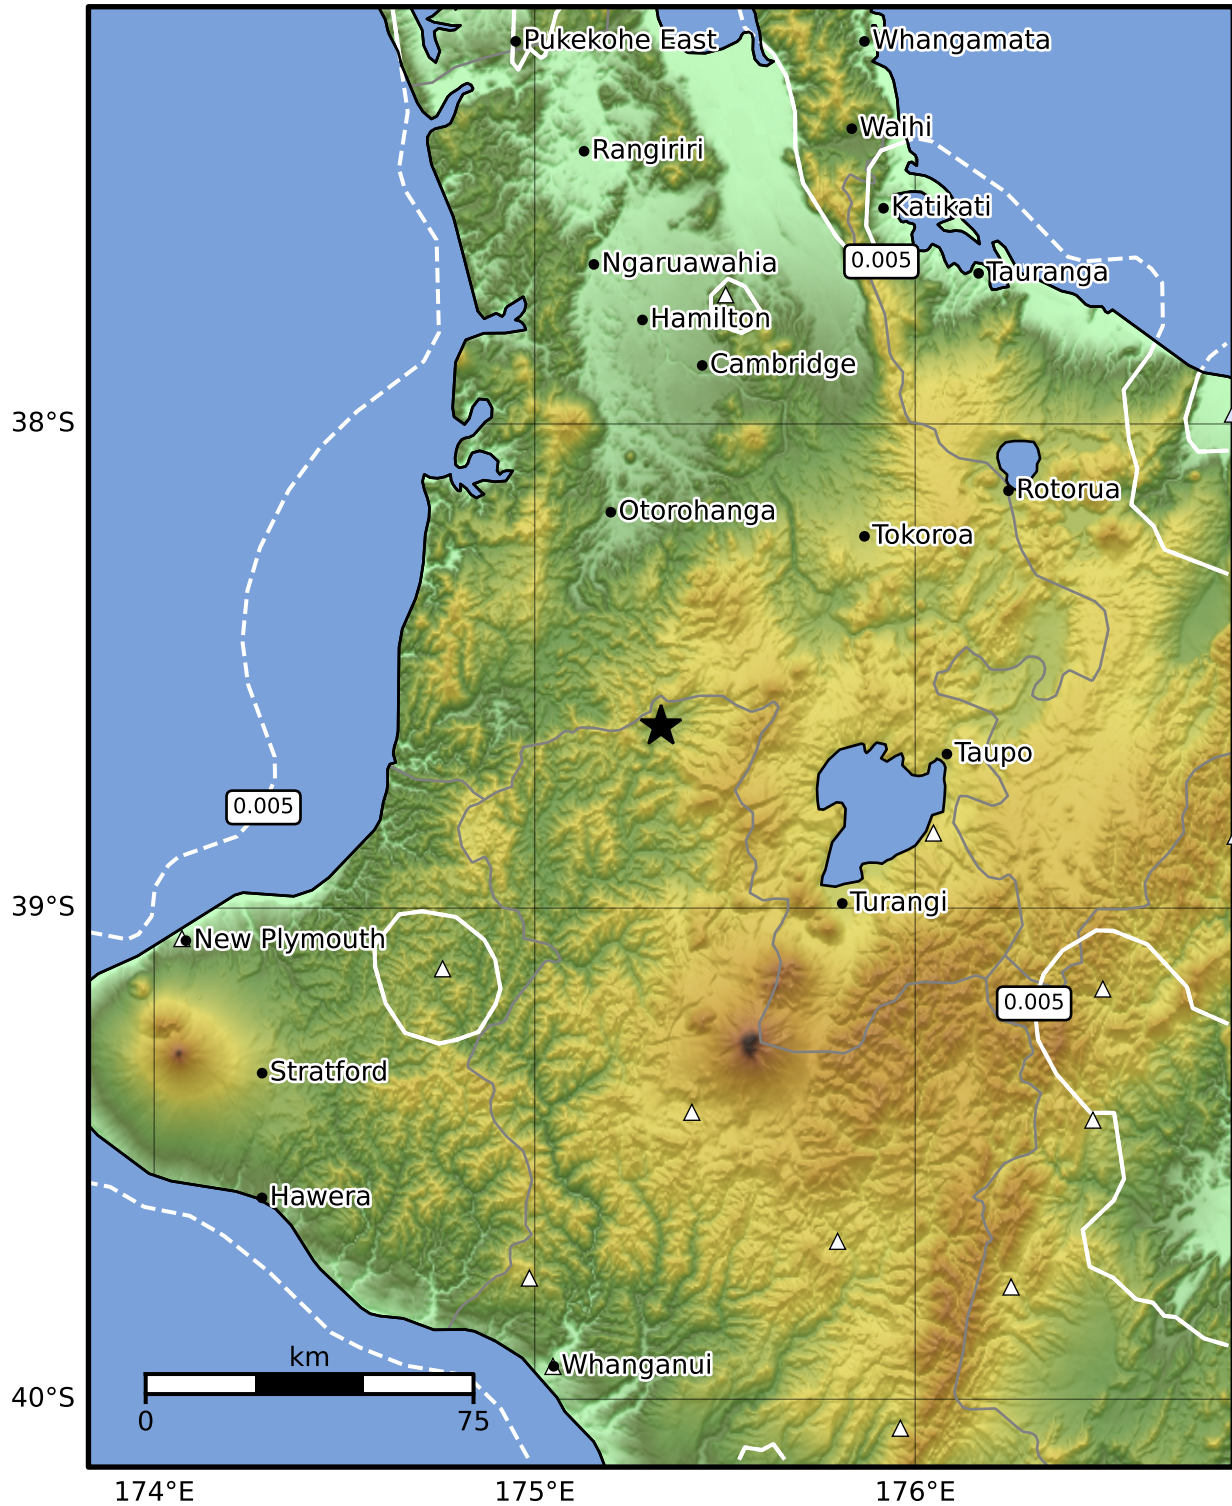 Pukekohe East
Whangamata
Waihi
Rangiriri
Katikati
0.005
Ngaruawahia
Tauranga
Hamilton
Cambridge
38°S
Rotorua
Otorohanga
Tokoroa
Taupo
0.005
39°S
Turangi
New Plymouth
0.005
Stratford
Hawera
km
Whanganui
40°S
0
75
174°E
175°E
176°E